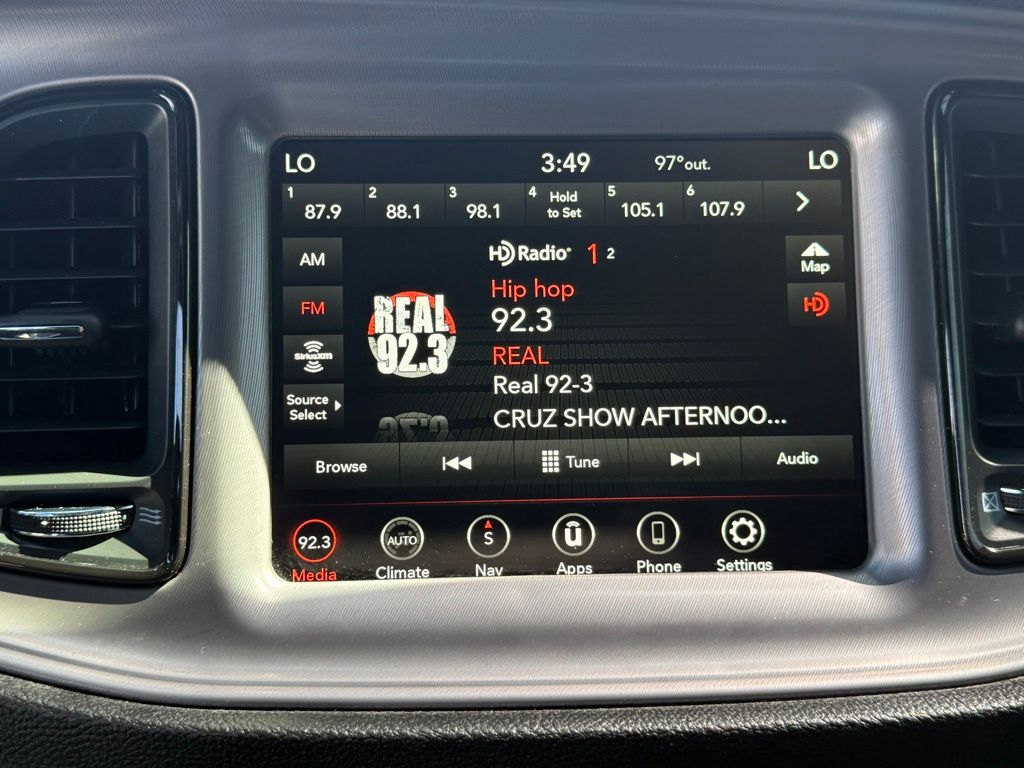 LO 3:49 97°out. LO
1 87.9 2 88.1 3 98.1 4 Hold to Set 5 105.1 6 107.9
AM
FM
SiriusXM
Source
Select
REAL
92.3
HD Radio 1 2
Hip hop
92.3
REAL
Real 92-3
CRUZ SHOW AFTERNOO...
Map
HD
Browse Tune Audio
92.3 AUTO S u
Media Climate Nav Apps Phone Settings